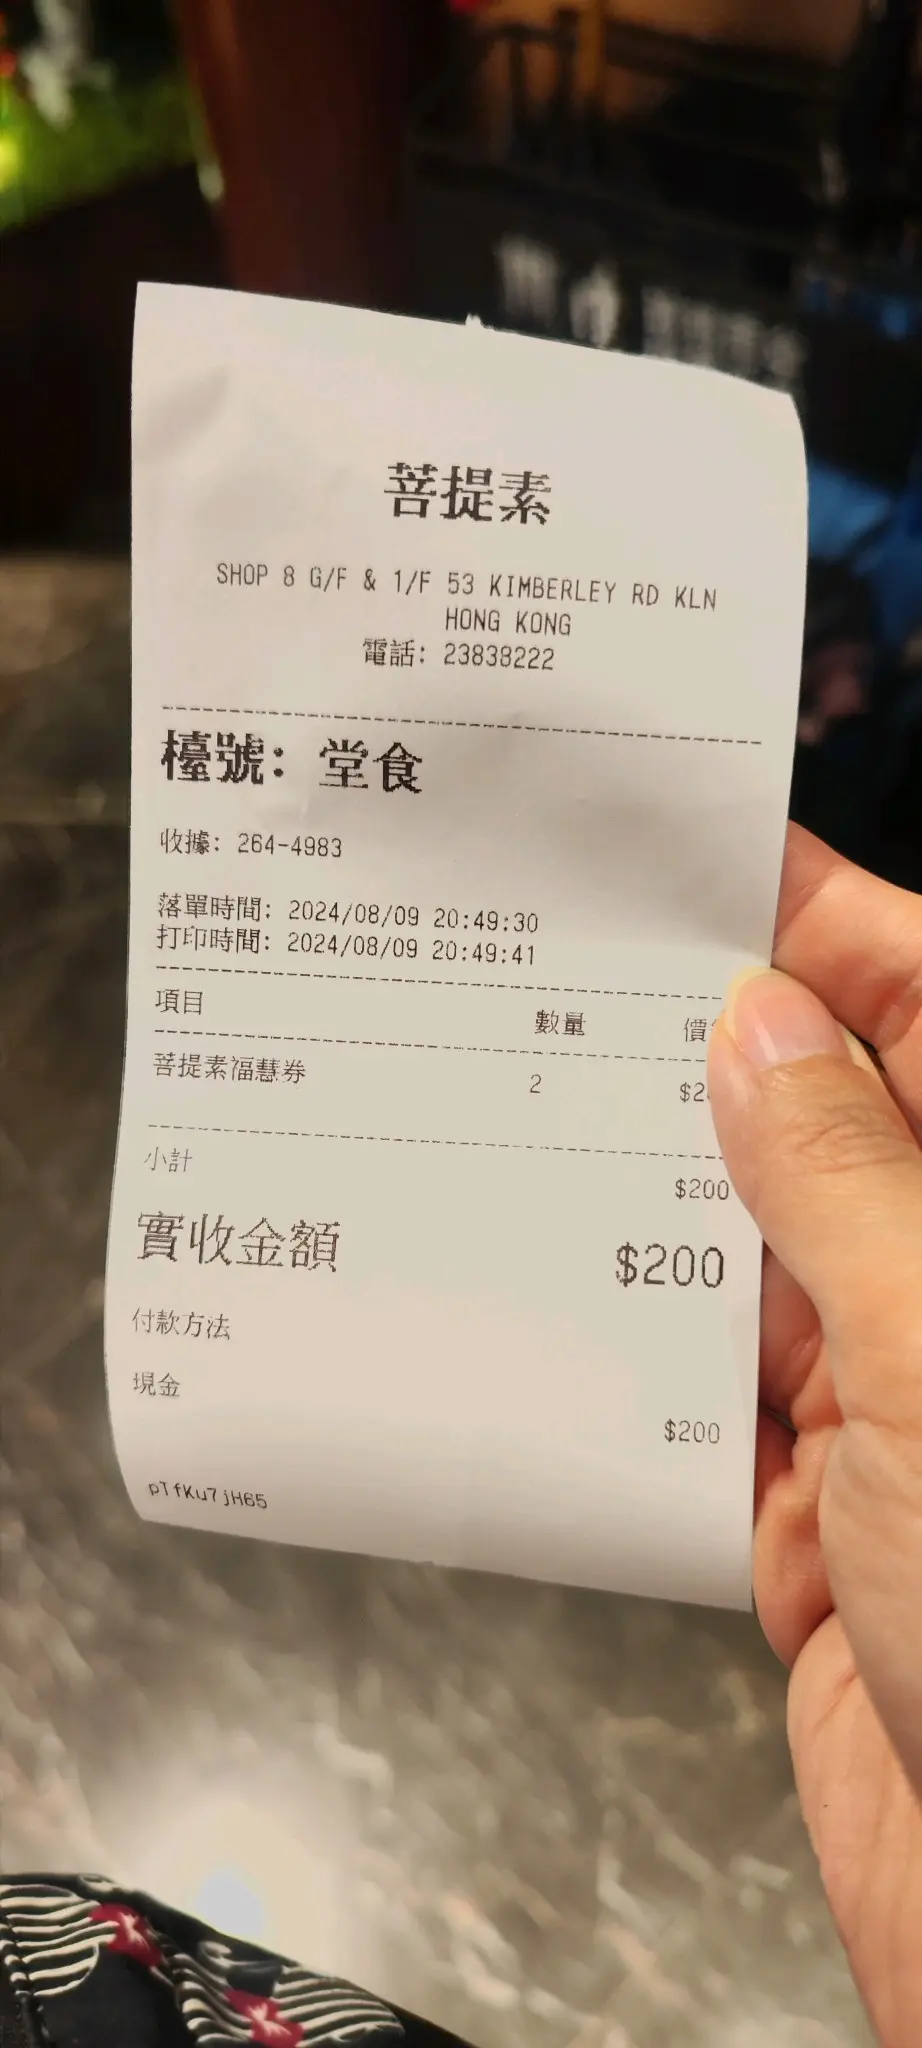 菩提素
SHOP 8 G/F & 1/F 53 KIMBERLEY RD KLN
HONG KONG
電話: 23838222
檯號: 堂食
收據: 264-4983
落單時間: 2024/08/09 20:49:30
打印時間: 2024/08/09 20:49:41
項目 數量
菩提素福慧券 2
小計 $200
實收金額 $200
付款方法
現金
$200
pTfKu7jH65